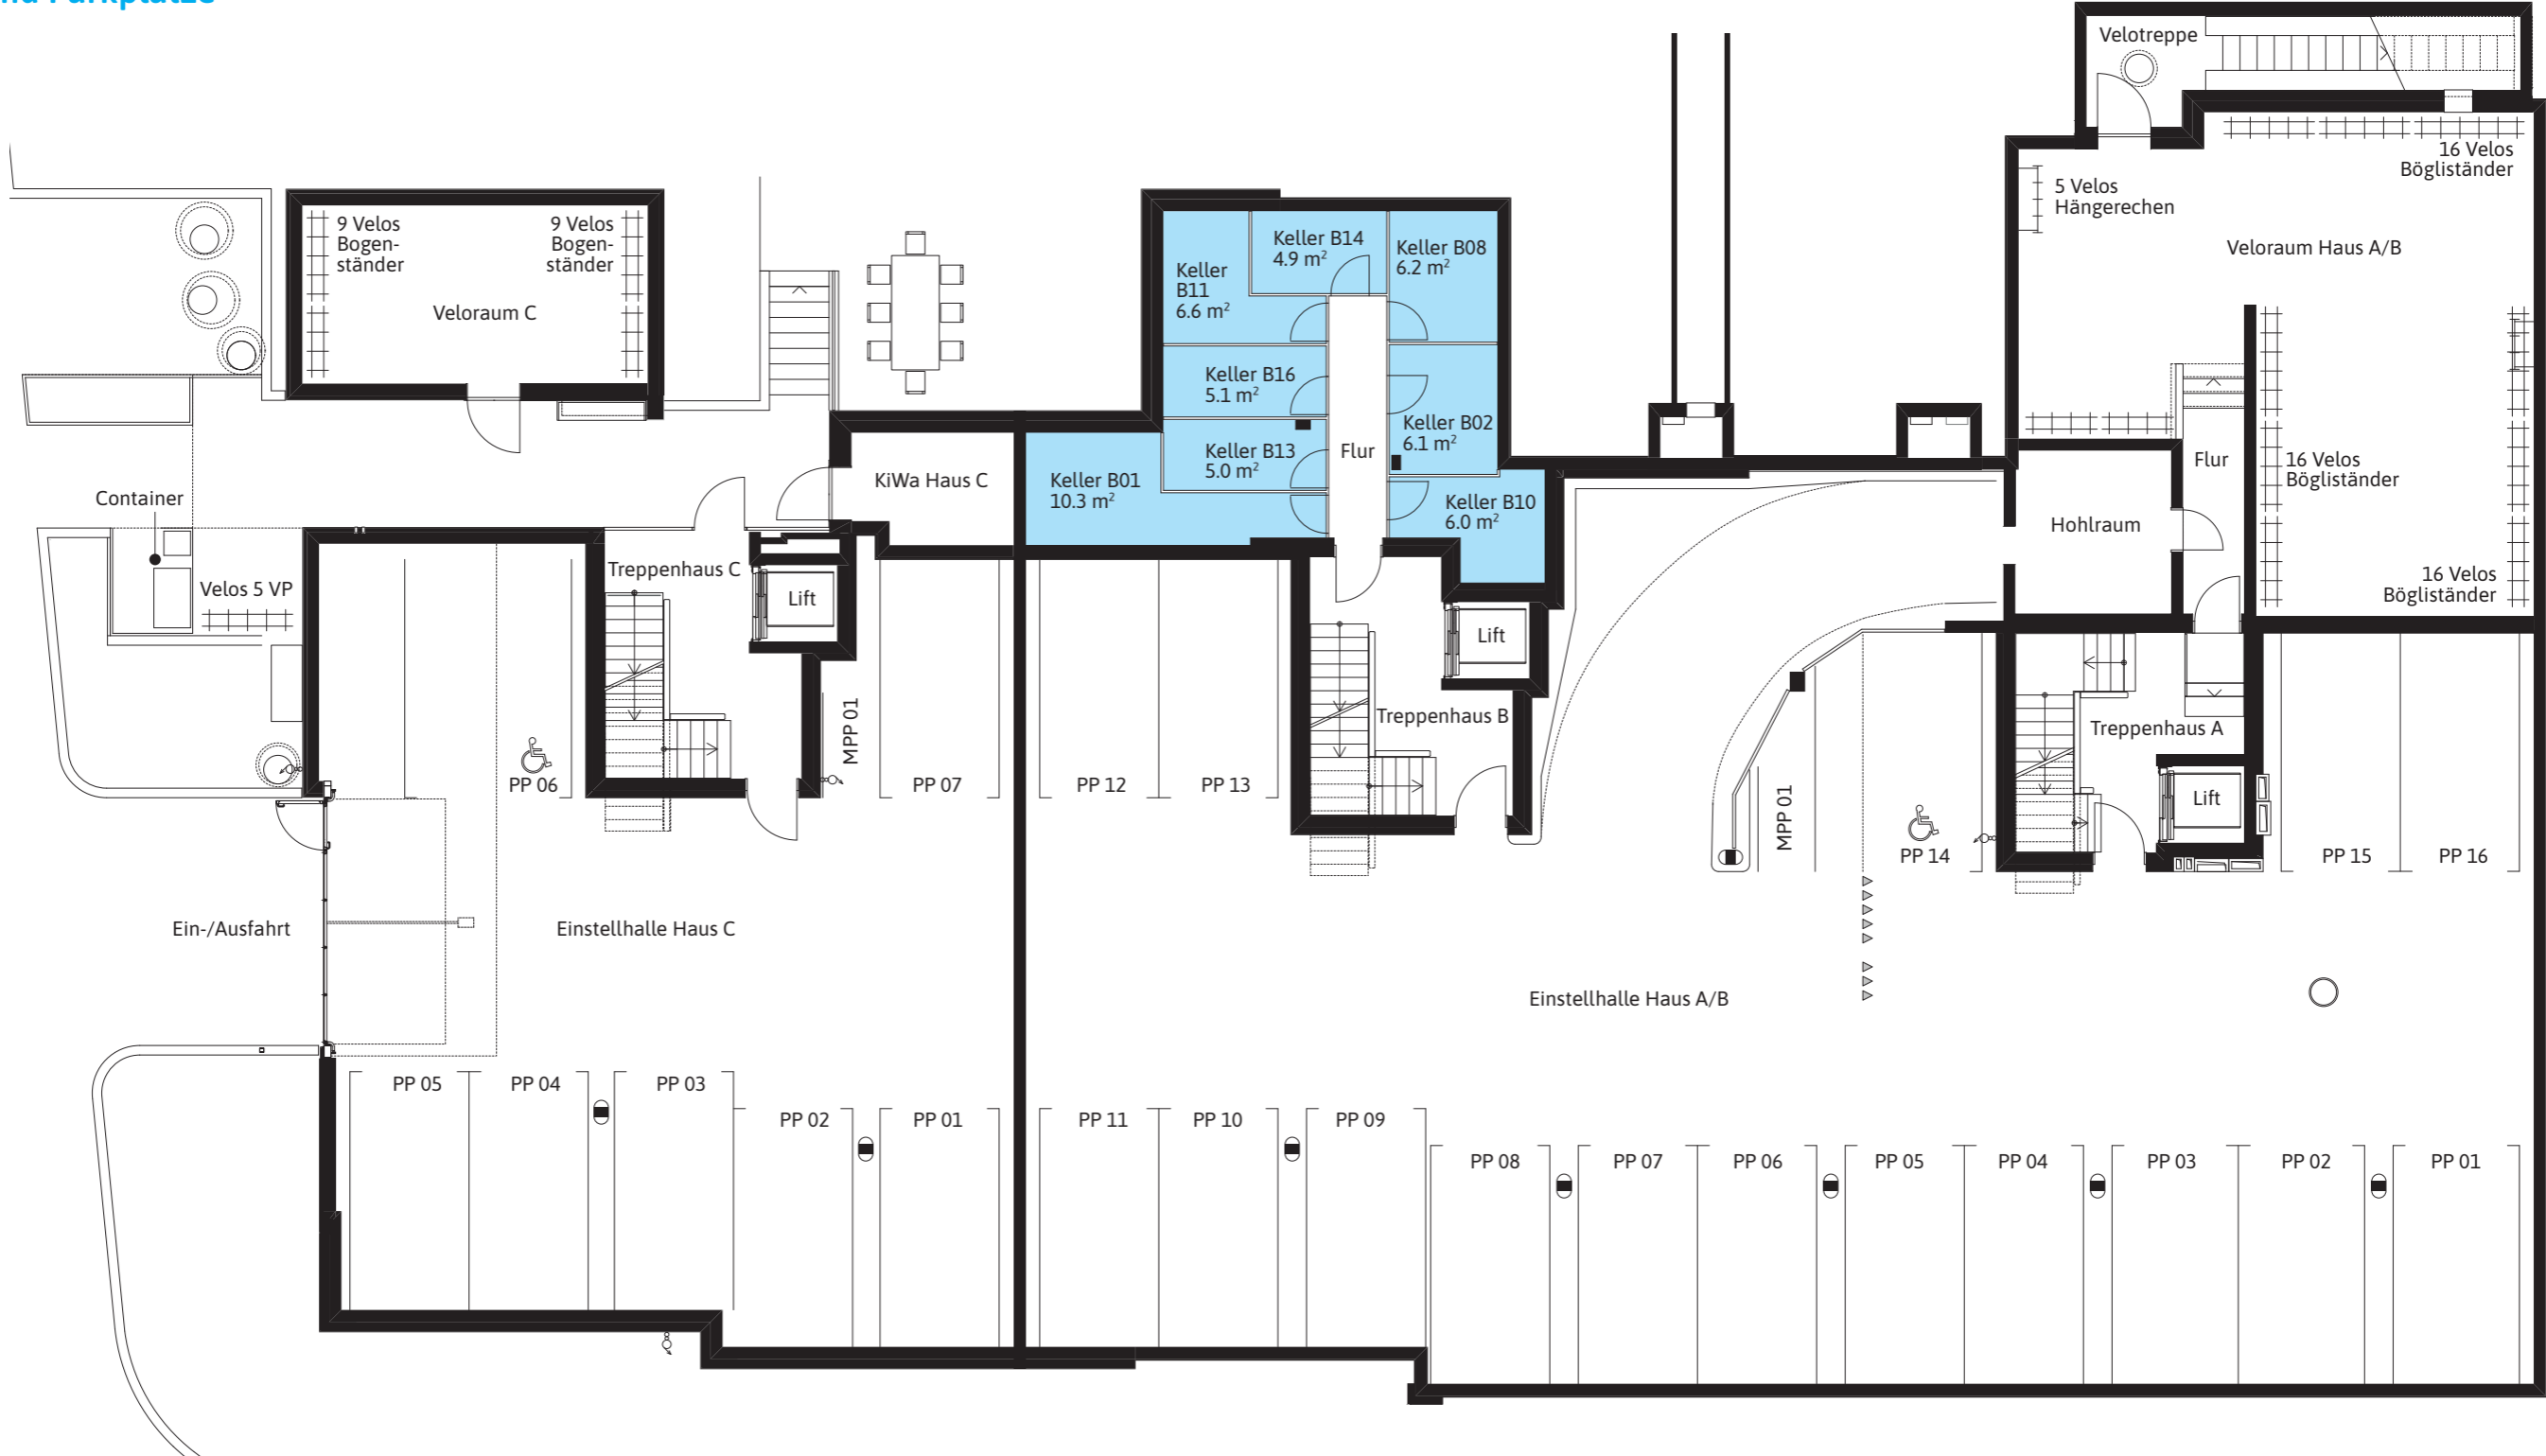 Parkplätze
Velotreppe
16 Velos
Bögliständer
5 Velos
Hängerechen
Veloraum Haus A/B
9 Velos
Bogen-
ständer
9 Velos
Bogen-
ständer
Veloraum C
Keller B14
4.9 m²
Keller B08
6.2 m²
Keller
B11
6.6 m²
Keller B16
5.1 m²
Keller B02
6.1 m²
Keller B13
5.0 m²
Flur
Keller B01
10.3 m²
Keller B10
6.0 m²
KiWa Haus C
Container
Velos 5 VP
Treppenhaus C
Lift
Flur
16 Velos
Bögliständer
Hohlraum
16 Velos
Bögliständer
Lift
Treppenhaus B
Treppenhaus A
Lift
MPP 01
PP 06
PP 07
PP 12
PP 13
MPP 01
PP 14
PP 15
PP 16
Ein-/Ausfahrt
Einstellhalle Haus C
Einstellhalle Haus A/B
PP 05
PP 04
PP 03
PP 02
PP 01
PP 11
PP 10
PP 09
PP 08
PP 07
PP 06
PP 05
PP 04
PP 03
PP 02
PP 01